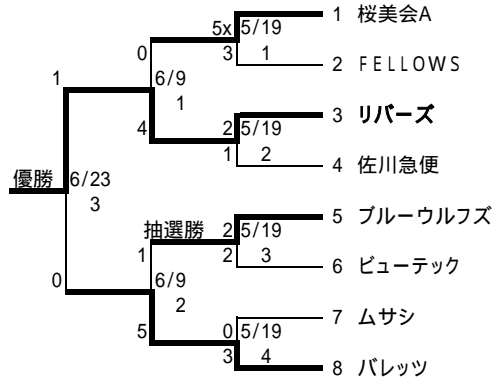 5x 5/19 1 桜美会A
0 3 1
1 6/9 2 FELLOWS
1
4 2 5/19 3 リバーズ
1 2
4 佐川急便
優勝 6/23
3
抽選勝 2 5/19 5 ブルーウルフズ
1 2 3
0 6/9 6 ビューテック
2
5 0 5/19 7 ムサシ
3 4
8 バレッツ